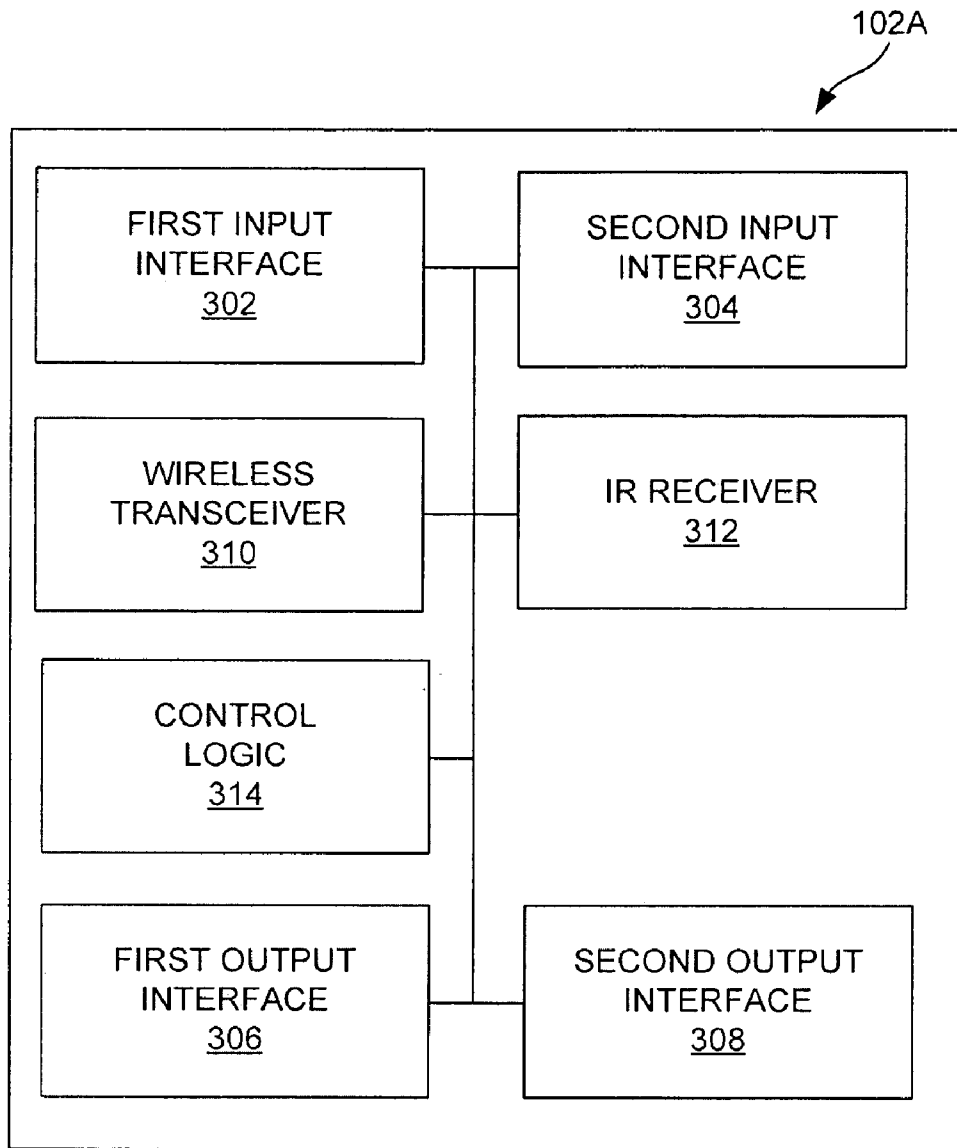 102A
FIRST INPUT
INTERFACE
302
SECOND INPUT
INTERFACE
304
WIRELESS
TRANSCEIVER
310
IR RECEIVER
312
CONTROL
LOGIC
314
FIRST OUTPUT
INTERFACE
306
SECOND OUTPUT
INTERFACE
308